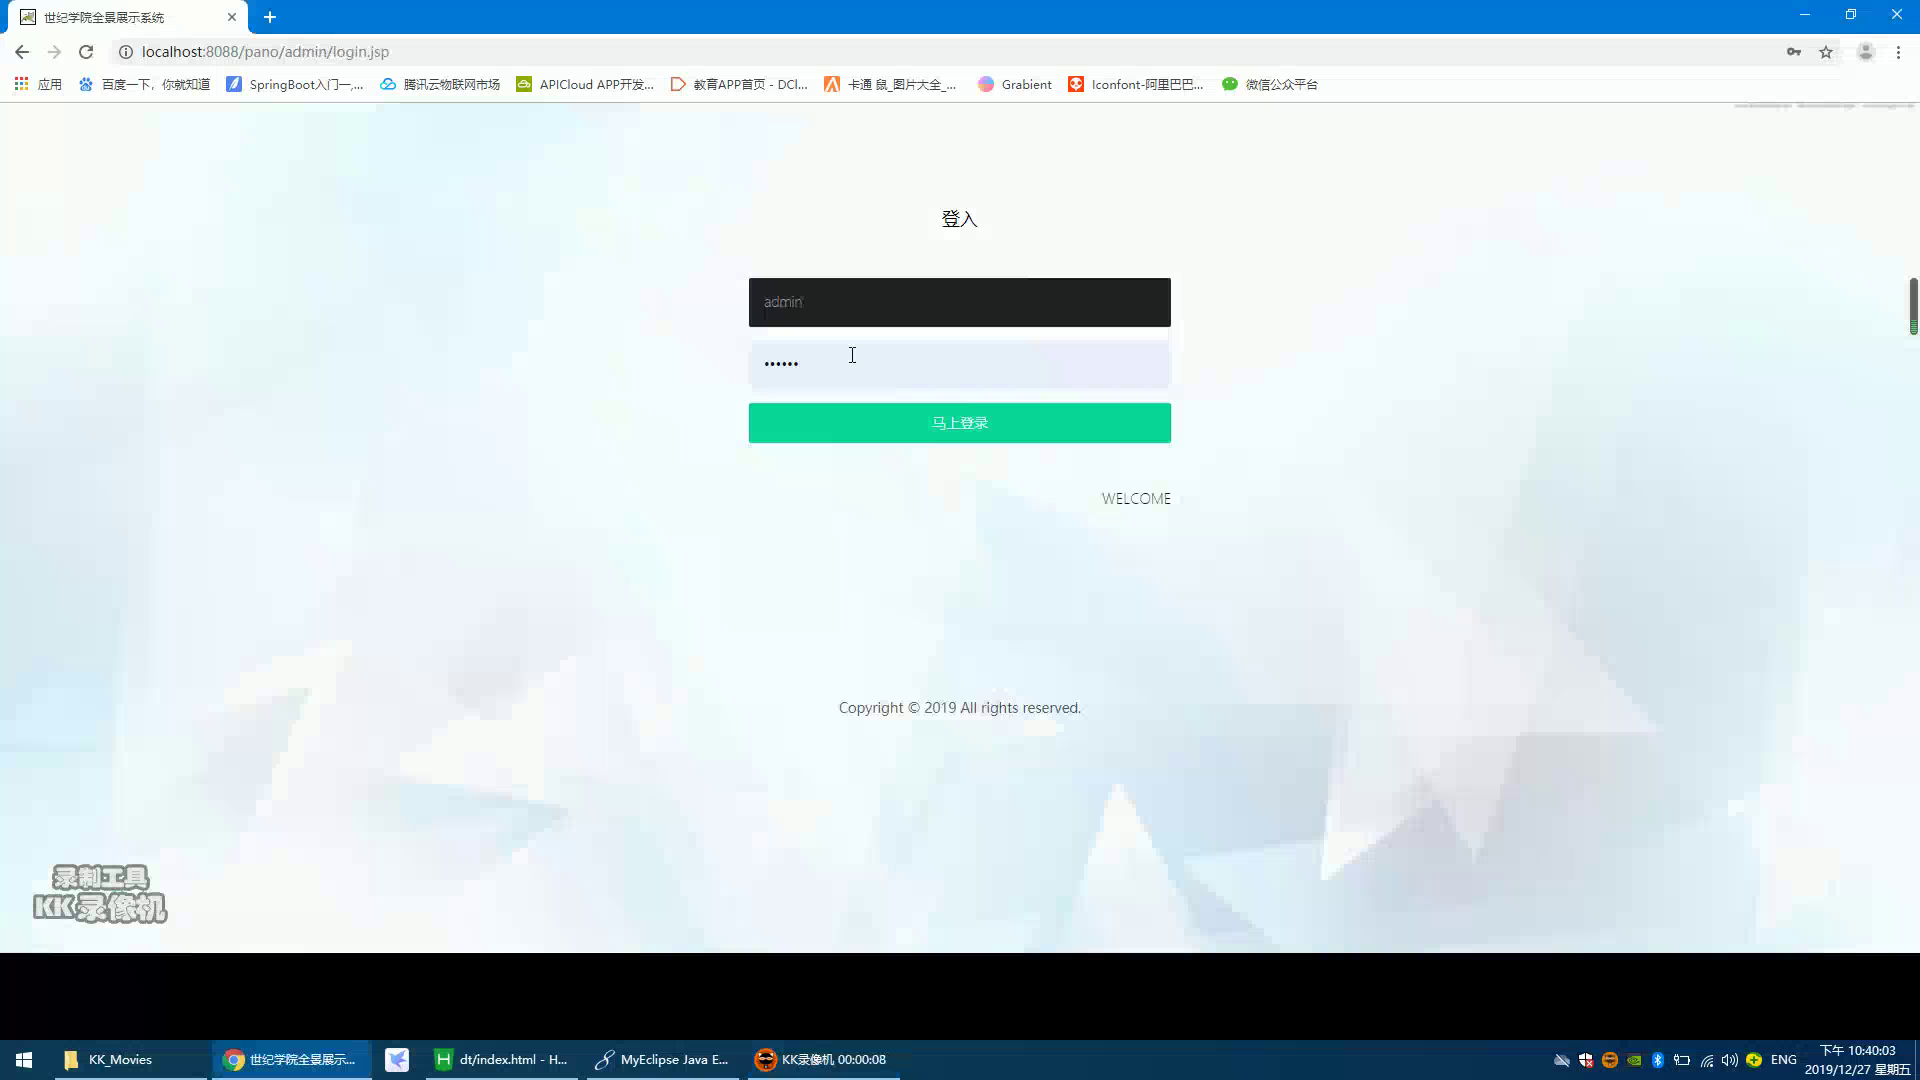 世纪学院全景展示系统
localhost:8088/pano/admin/login.jsp
应用 百度一下，你就知道 SpringBoot入门一,... 腾讯云物联网市场 APICloud APP开发... 教育APP首页 - DCl... 卡通 鼠_图片大全_... Grabient Iconfont-阿里巴巴... 微信公众平台
登入
admin
••••••
马上登录
WELCOME
Copyright © 2019 All rights reserved.
录制工具
KK录像机
KK_Movies 世纪学院全景展示... dt/index.html - H... MyEclipse Java E... KK录像机 00:00:08 ENG 下午 10:40:03
2019/12/27 星期五